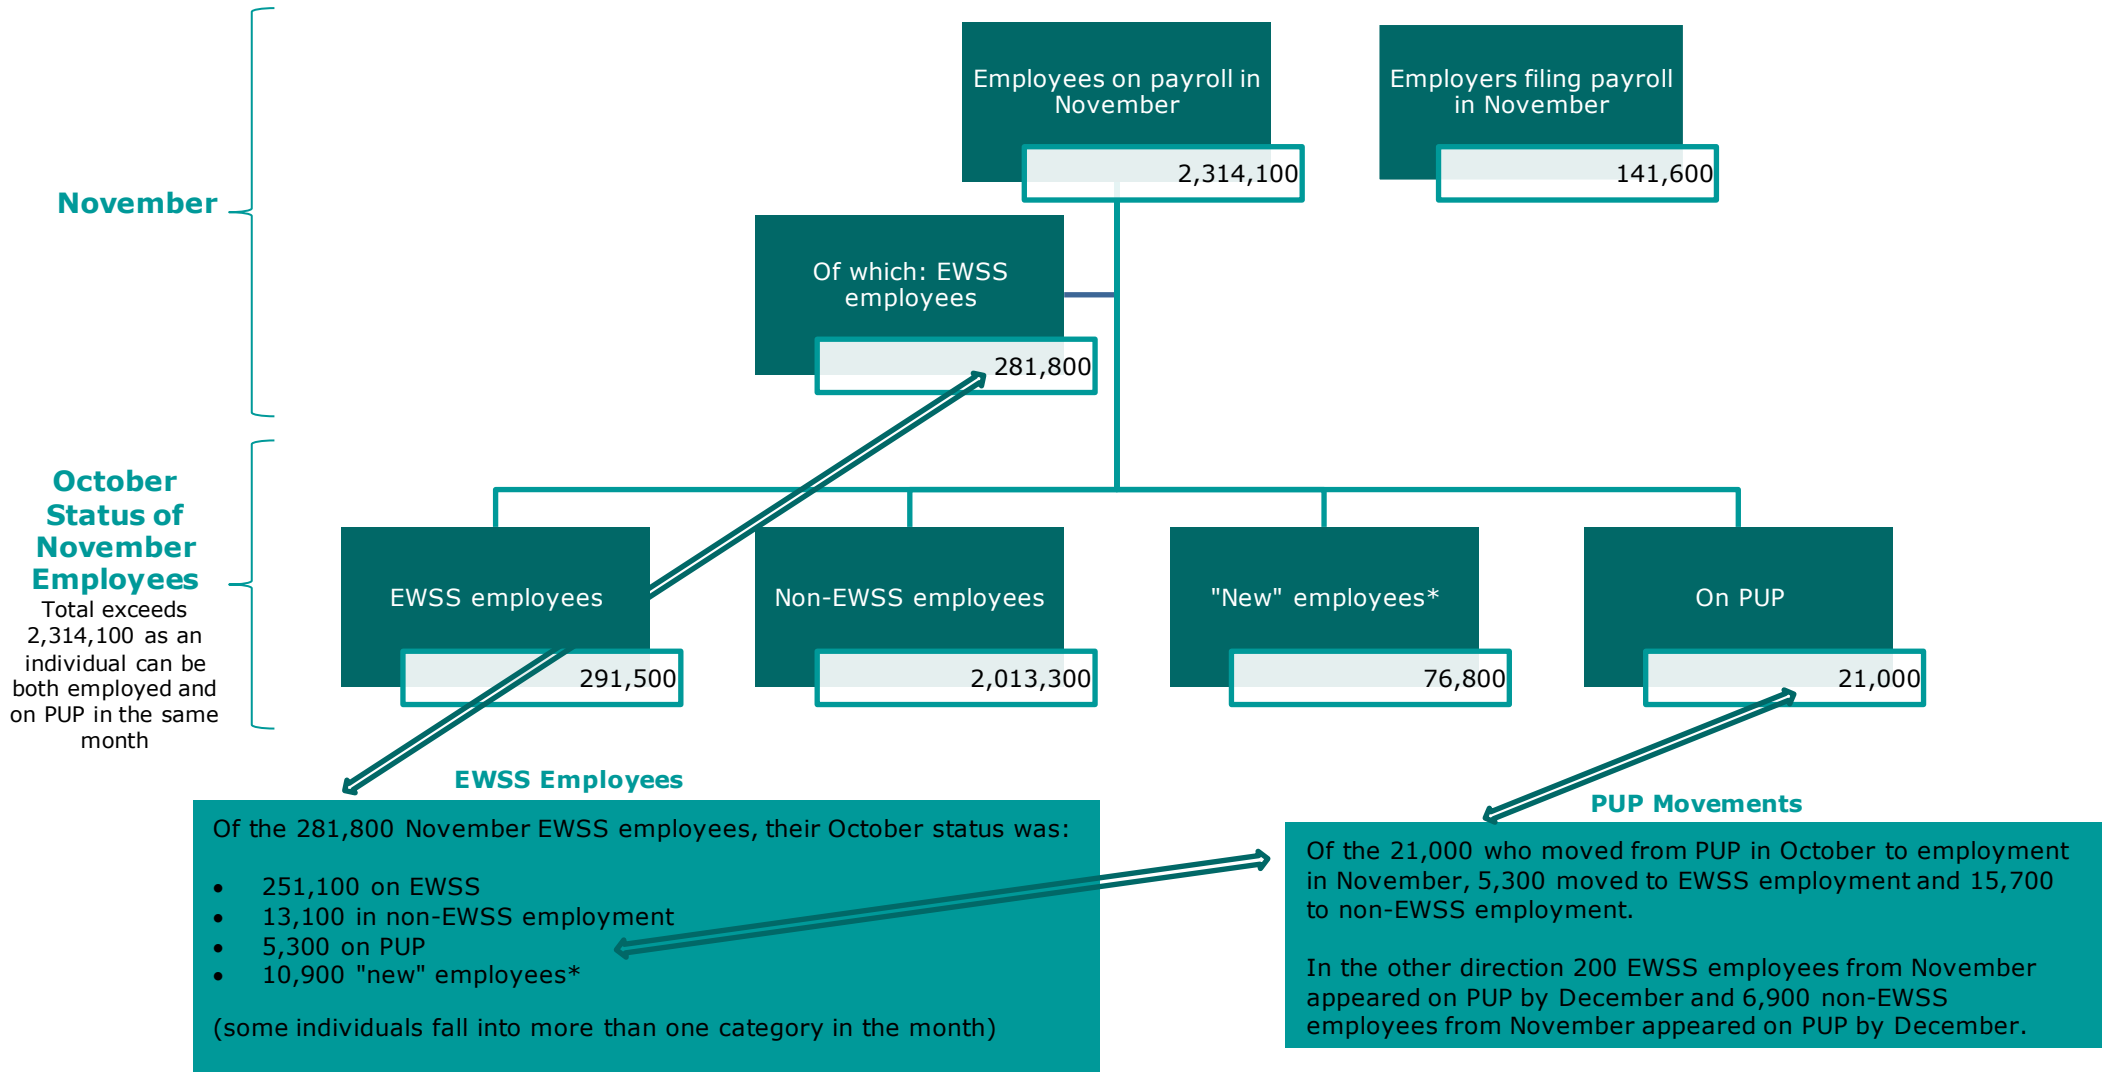 November
Employees on payroll in
November
2,314,100
Employers filing payroll
in November
141,600
Of which: EWSS
employees
281,800
October
Status of
November
Employees
Total exceeds
2,314,100 as an
individual can be
both employed and
on PUP in the same
month
EWSS employees
291,500
Non-EWSS employees
2,013,300
"New" employees*
76,800
On PUP
21,000
EWSS Employees
Of the 281,800 November EWSS employees, their October status was:
• 251,100 on EWSS
• 13,100 in non-EWSS employment
• 5,300 on PUP
• 10,900 "new" employees*
(some individuals fall into more than one category in the month)
PUP Movements
Of the 21,000 who moved from PUP in October to employment
in November, 5,300 moved to EWSS employment and 15,700
to non-EWSS employment.
In the other direction 200 EWSS employees from November
appeared on PUP by December and 6,900 non-EWSS
employees from November appeared on PUP by December.